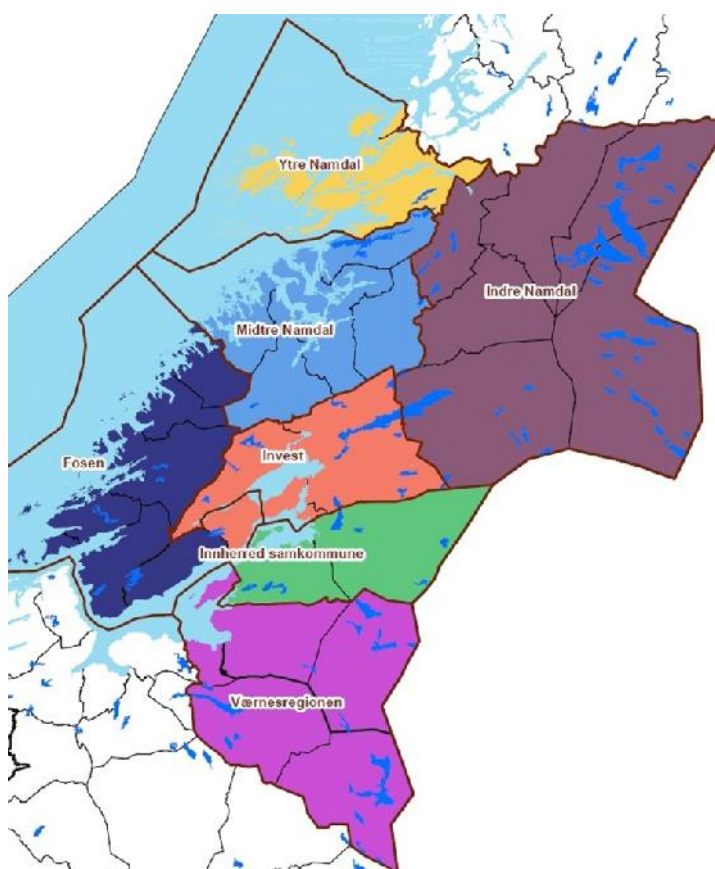 Ytre Namdal
Indre Namdal
Midtre Namdal
Invest
Fosen
Innherred samkommune
Værnesregionen